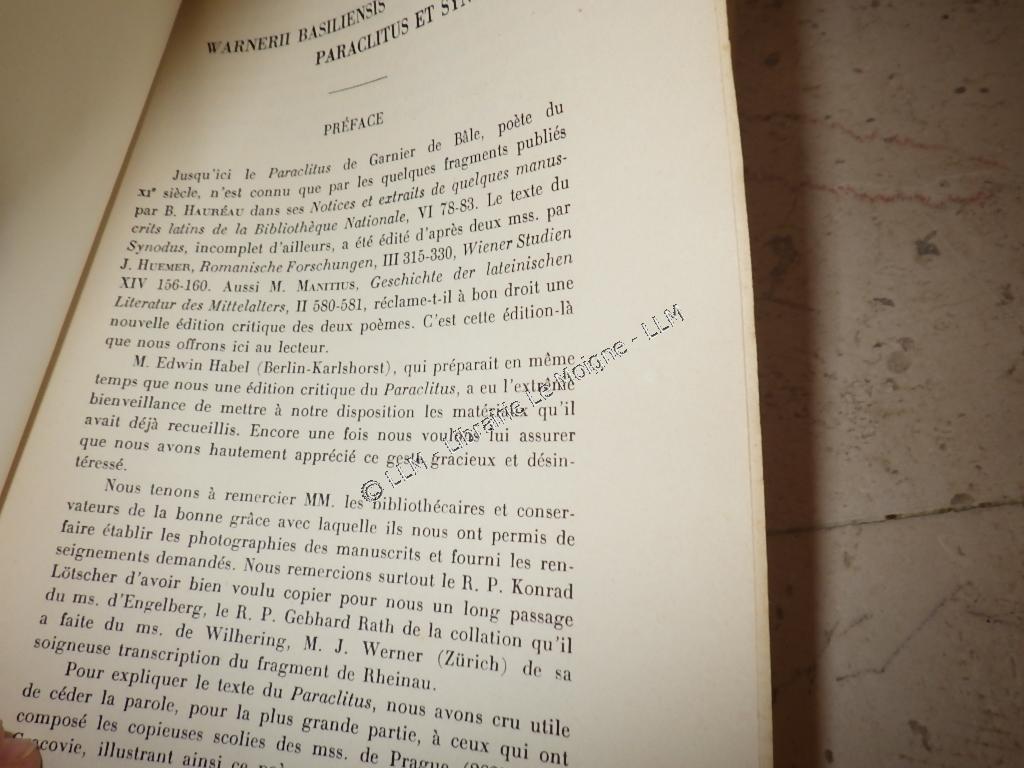 WARNERII BASILIENSIS
PARACLITUS ET SYN
PRÉFACE
Jusqu'ici le Paraclitus de Garnier de Bâle, poète du
XIe siècle, n'est connu que par les quelques fragments publiés
par B. HAURÉAU dans ses Notices et extraits de quelques manus-
crits latins de la Bibliothèque Nationale, VI 78-83. Le texte du
Synodus, incomplet d'ailleurs, a été édité d'après deux mss. par
J. HUEMER, Romanische Forschungen, III 315-330, Wiener Studien
XIV 156-160. Aussi M. MANITIUS, Geschichte der lateinischen
Literatur des Mittelalters, II 580-581, réclame-t-il à bon droit une
nouvelle édition critique des deux poèmes. C'est cette édition-là
que nous offrons ici au lecteur.
M. Edwin Habel (Berlin-Karlshorst), qui préparait en même
temps que nous une édition critique du Paraclitus, a eu l'extrême
bienveillance de mettre à notre disposition les matériaux qu'il
avait déjà recueillis. Encore une fois nous voulons lui assurer
que nous avons hautement apprécié ce geste gracieux et désin-
téressé.
Nous tenons à remercier MM. les bibliothécaires et conser-
vateurs de la bonne grâce avec laquelle ils nous ont permis de
faire établir les photographies des manuscrits et fourni les ren-
seignements demandés. Nous remercions surtout le R. P. Konrad
Lötscher d'avoir bien voulu copier pour nous un long passage
du ms. d'Engelberg, le R. P. Gebhard Rath de la collation qu'il
a faite du ms. de Wilhering, M. J. Werner (Zürich) de sa
soigneuse transcription du fragment de Rheinau.
Pour expliquer le texte du Paraclitus, nous avons cru utile
de céder la parole, pour la plus grande partie, à ceux qui ont
composé les copieuses scolies des mss. de Prague
Cracovie, illustrant ainsi ce
© LLM - Librairie Le Moigne - LLM